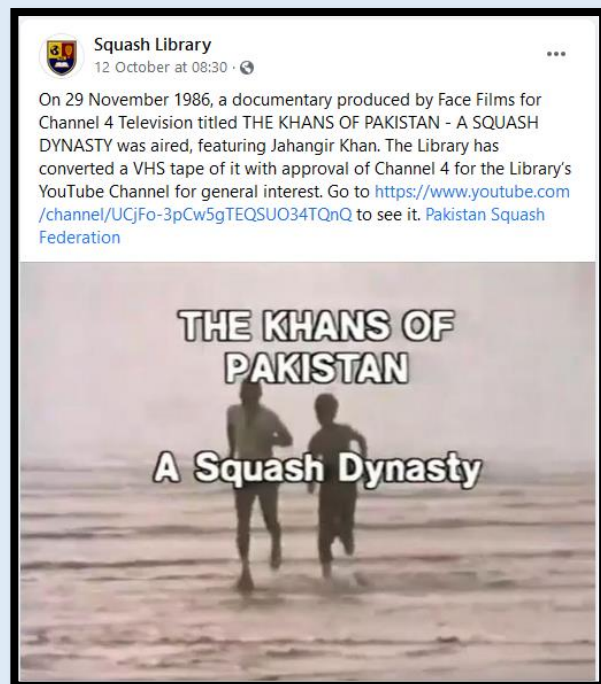 Squash Library
12 October at 08:30 ·
On 29 November 1986, a documentary produced by Face Films for
Channel 4 Television titled THE KHANS OF PAKISTAN - A SQUASH
DYNASTY was aired, featuring Jahangir Khan. The Library has
converted a VHS tape of it with approval of Channel 4 for the Library's
YouTube Channel for general interest. Go to https://www.youtube.com
/channel/UCjFo-3pCw5gTEQSUO34TQnQ to see it. Pakistan Squash
Federation
THE KHANS OF
PAKISTAN
A Squash Dynasty